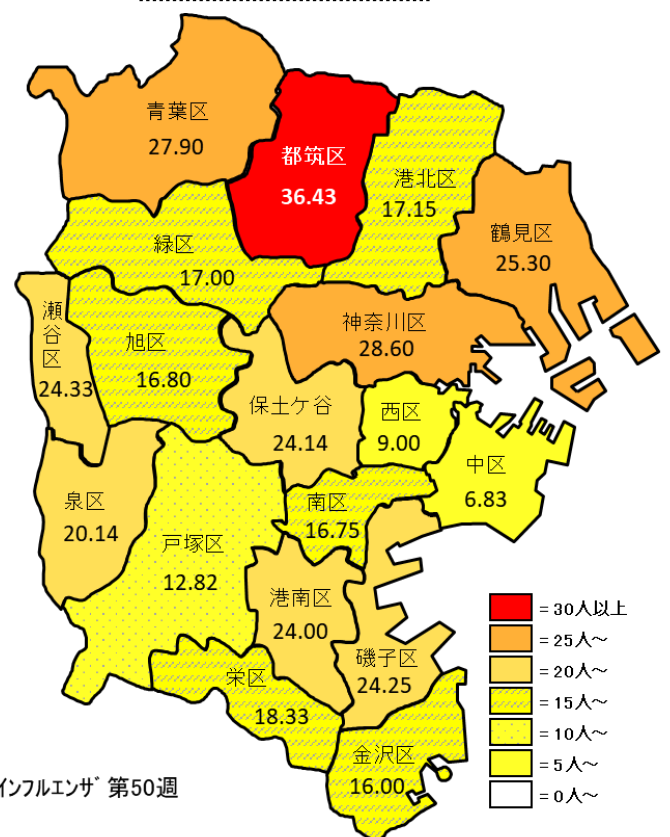 青葉区
27.90
都筑区
36.43
港北区
17.15
鶴見区
25.30
緑区
17.00
瀬谷区
24.33
旭区
16.80
神奈川区
28.60
保土ケ谷
24.14
西区
9.00
中区
6.83
泉区
20.14
戸塚区
12.82
南区
16.75
港南区
24.00
磯子区
24.25
栄区
18.33
金沢区
16.00
=30人以上
=25人~
=20人~
=15人~
=10人~
=5人~
=0人~
インフルエンザ 第50週